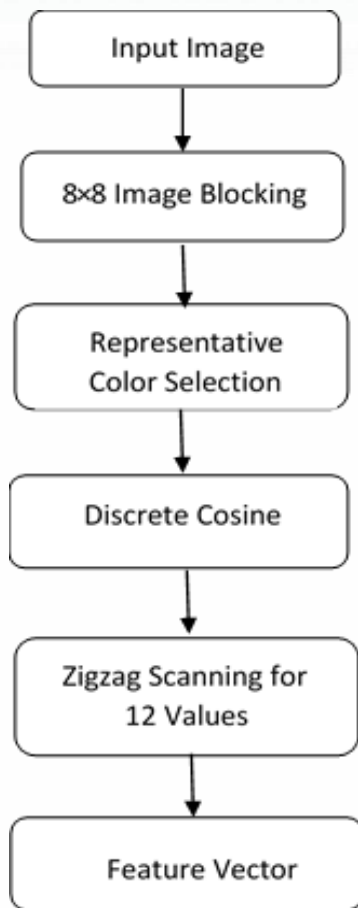 Input Image
8×8 Image Blocking
Representative
Color Selection
Discrete Cosine
Zigzag Scanning for
12 Values
Feature Vector